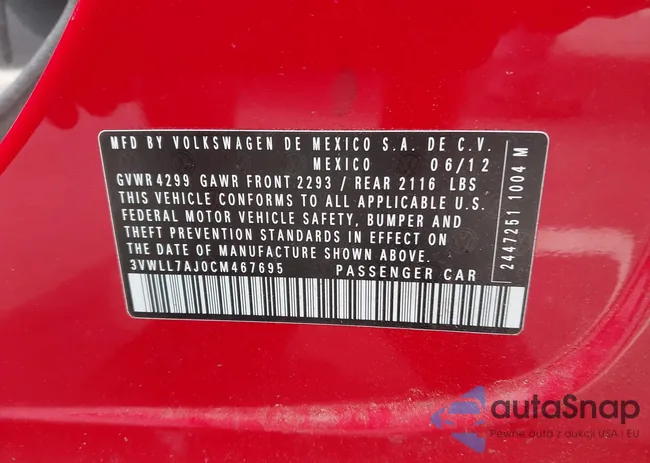 MFD BY VOLKSWAGEN DE MEXICO S.A. DE C.V.
MEXICO 06/12
GVWR 4299 GAWR FRONT 2293 / REAR 2116 LBS
THIS VEHICLE CONFORMS TO ALL APPLICABLE U.S.
FEDERAL MOTOR VEHICLE SAFETY, BUMPER AND
THEFT PREVENTION STANDARDS IN EFFECT ON
THE DATE OF MANUFACTURE SHOWN ABOVE.
3VWLL7AJ0CM467695 PASSENGER CAR
2447251 1004 M
autaSnap
Pewne auta z aukcji USA i EU